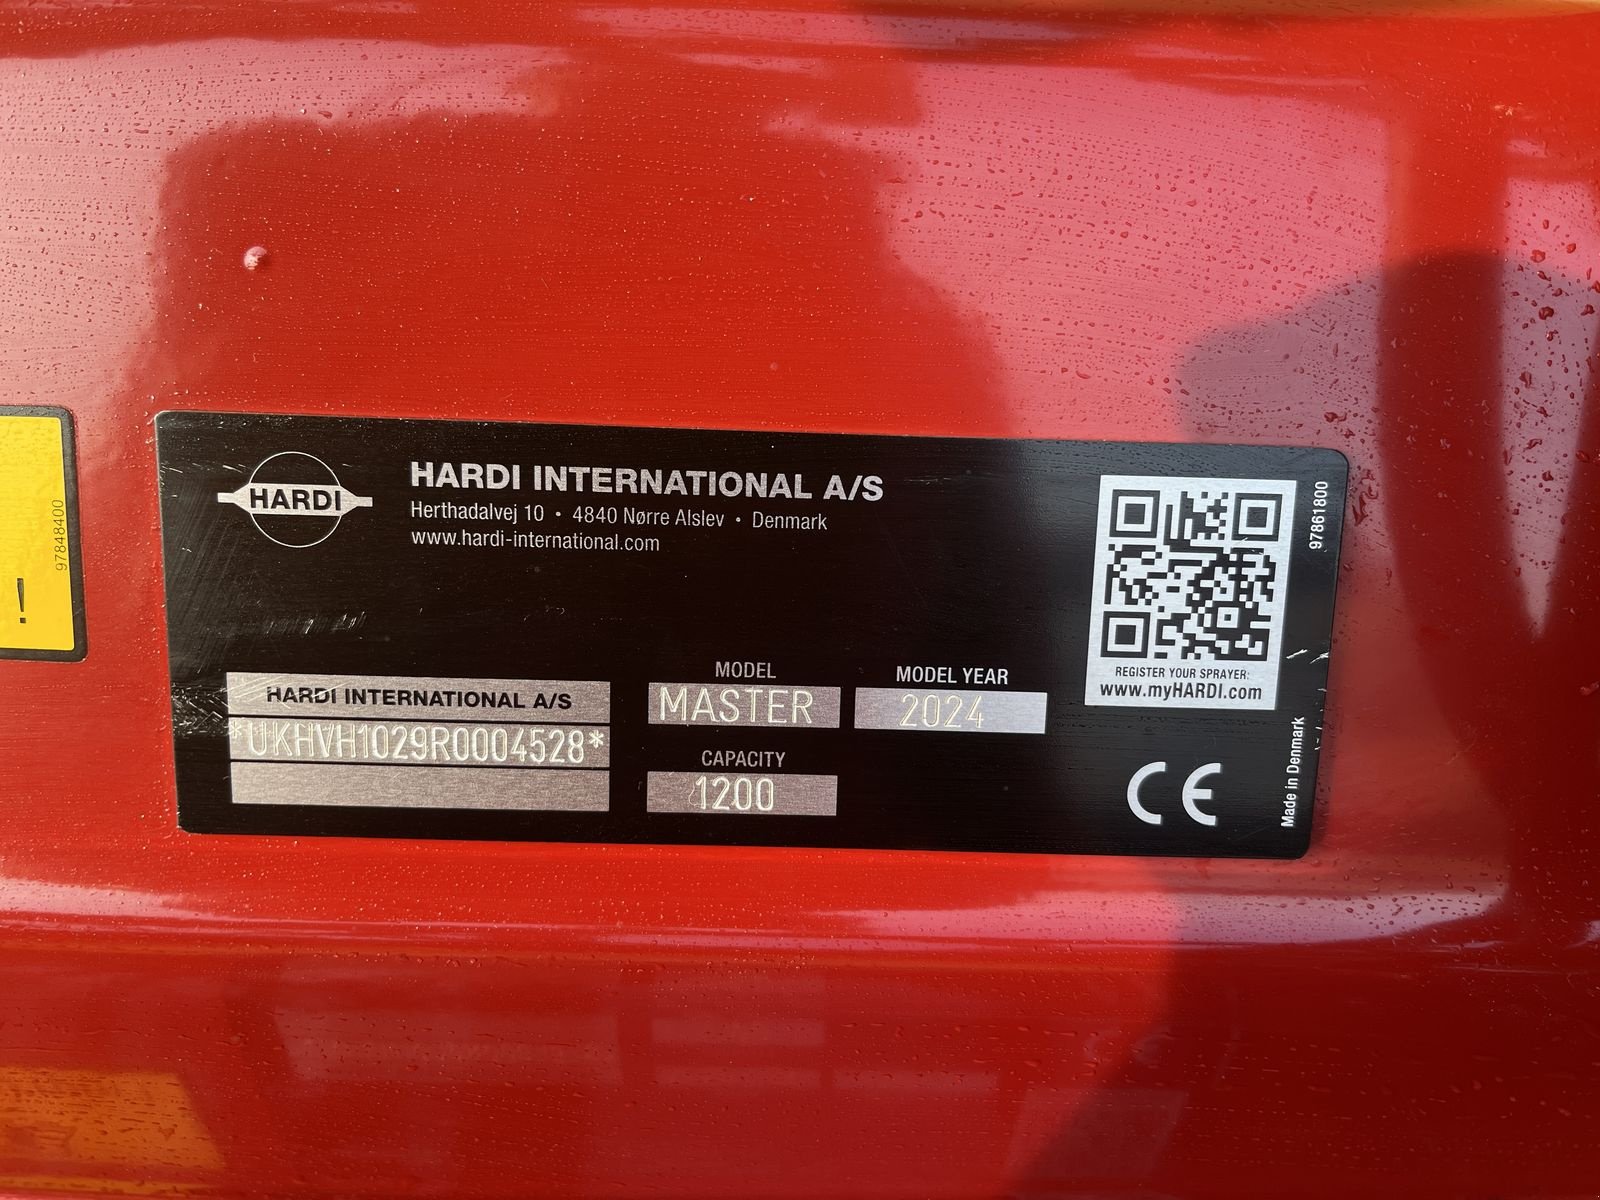 97848400
!
HARDI
HARDI INTERNATIONAL A/S
Herthadalvej 10 • 4840 Nørre Alslev • Denmark
www.hardi-international.com
97861800
REGISTER YOUR SPRAYER:
www.myHARDI.com
HARDI INTERNATIONAL A/S
*UKHVH1029R0004528*
MODEL
MASTER
MODEL YEAR
2024
CAPACITY
1200
CE
Made in Denmark